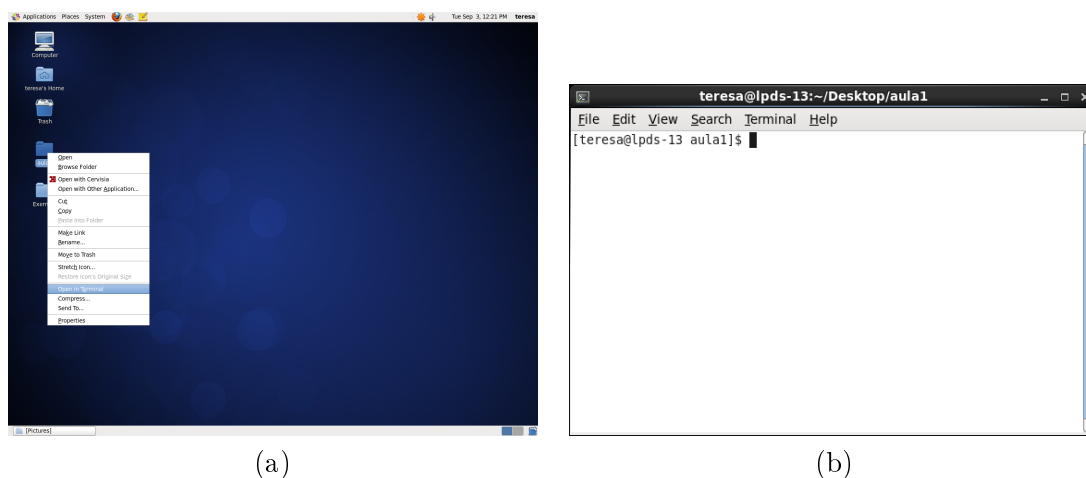 Applications Places System Tue Sep 3, 12:21 PM teresa
Computer
teresa's Home
Trash
Open
Browse Folder
Open with Cervisia
Open with Other Application...
Cut
Copy
Paste Into Folder
Make Link
Rename...
Move to Trash
Stretch Icon...
Restore Icon's Original Size
Open in Terminal
Compress...
Send To...
Properties
[Pictures]
(a)
teresa@lpds-13:~/Desktop/aula1
File Edit View Search Terminal Help
[teresa@lpds-13 aula1]$
(b)